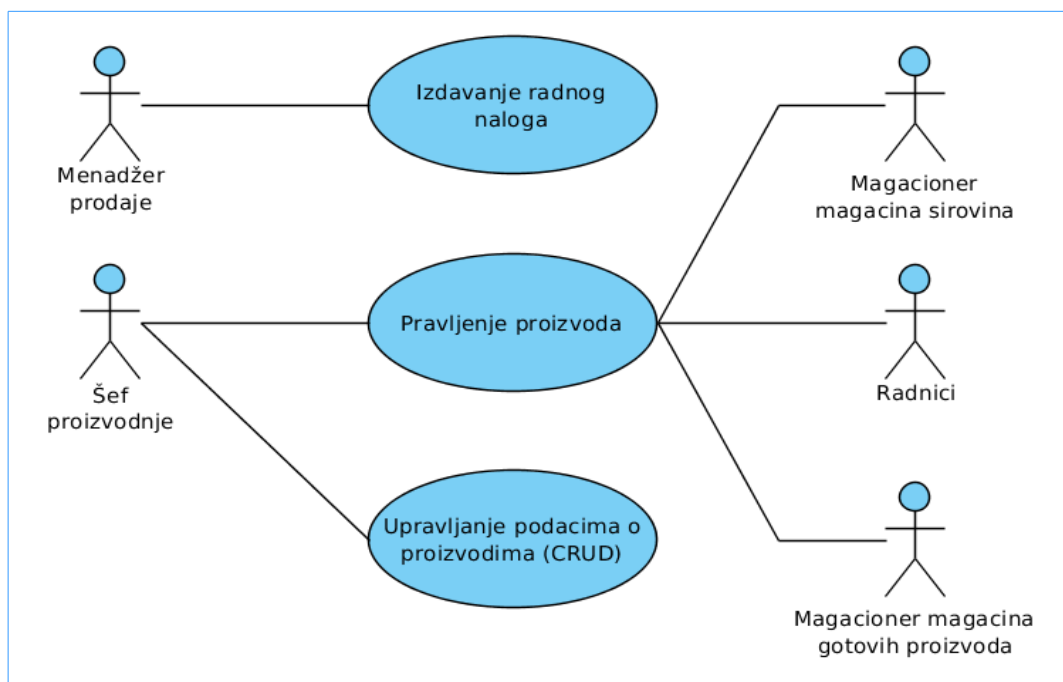 Izdavanje radnog
naloga
Menadžer
prodaje
Magacioner
magacina sirovina
Pravljenje proizvoda
Šef
proizvodnje
Radnici
Upravljanje podacima o
proizvodima (CRUD)
Magacioner magacina
gotovih proizvoda